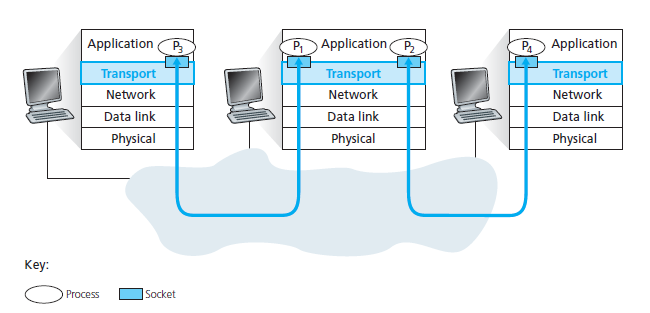 Application P3 P1 Application P2 P4 Application
Transport Transport Transport
Network Network Network
Data link Data link Data link
Physical Physical Physical
Key:
Process Socket